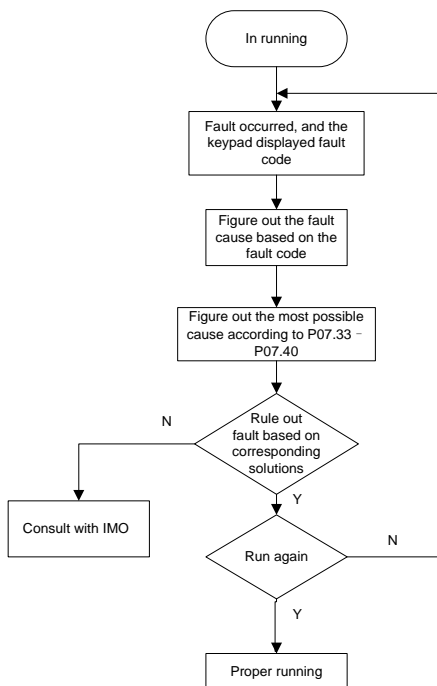 In running
Fault occurred, and the
keypad displayed fault
code
Figure out the fault
cause based on the
fault code
Figure out the most possible
cause according to P07.33 -
P07.40
N
Rule out
fault based on
corresponding
solutions
Y
Consult with IMO
Run again
N
Y
Proper running